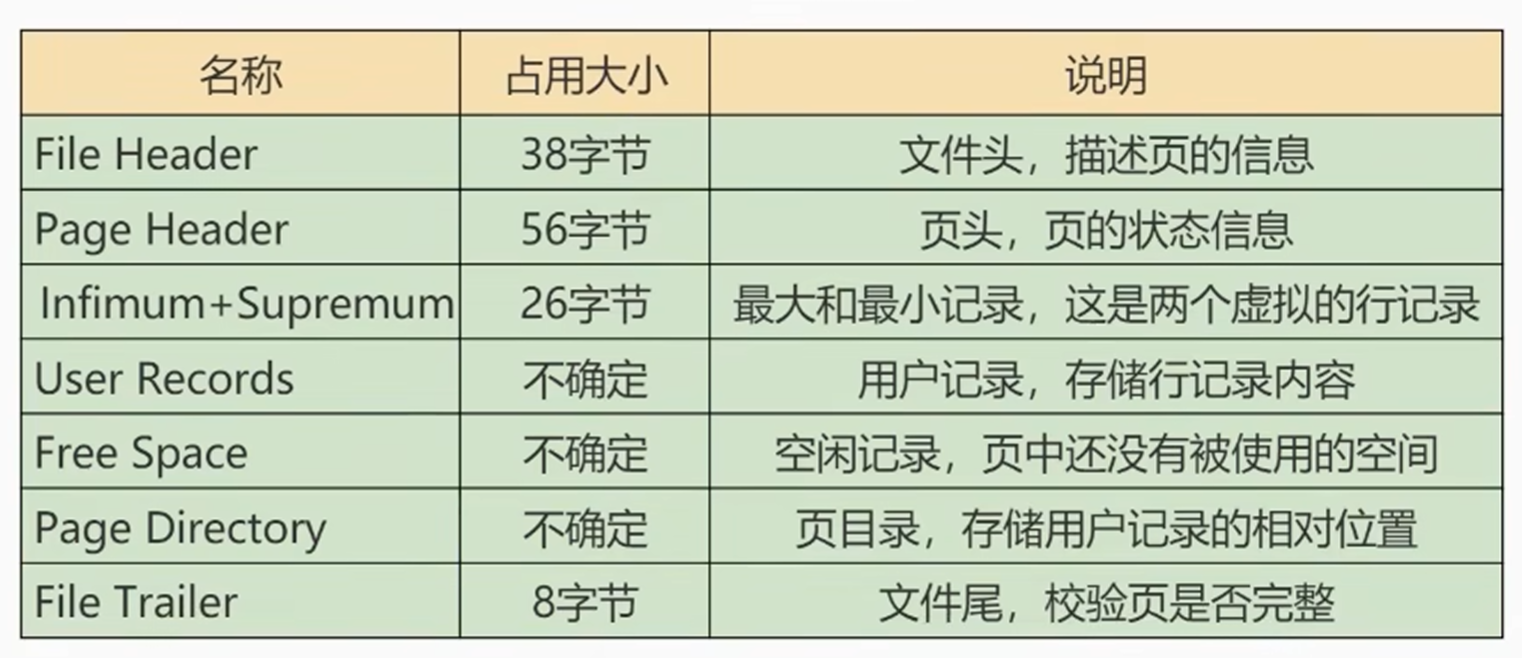 名称 占用大小 说明
File Header 38字节 文件头，描述页的信息
Page Header 56字节 页头，页的状态信息
Infimum+Supremum 26字节 最大和最小记录，这是两个虚拟的行记录
User Records 不确定 用户记录，存储行记录内容
Free Space 不确定 空闲记录，页中还没有被使用的空间
Page Directory 不确定 页目录，存储用户记录的相对位置
File Trailer 8字节 文件尾，校验页是否完整